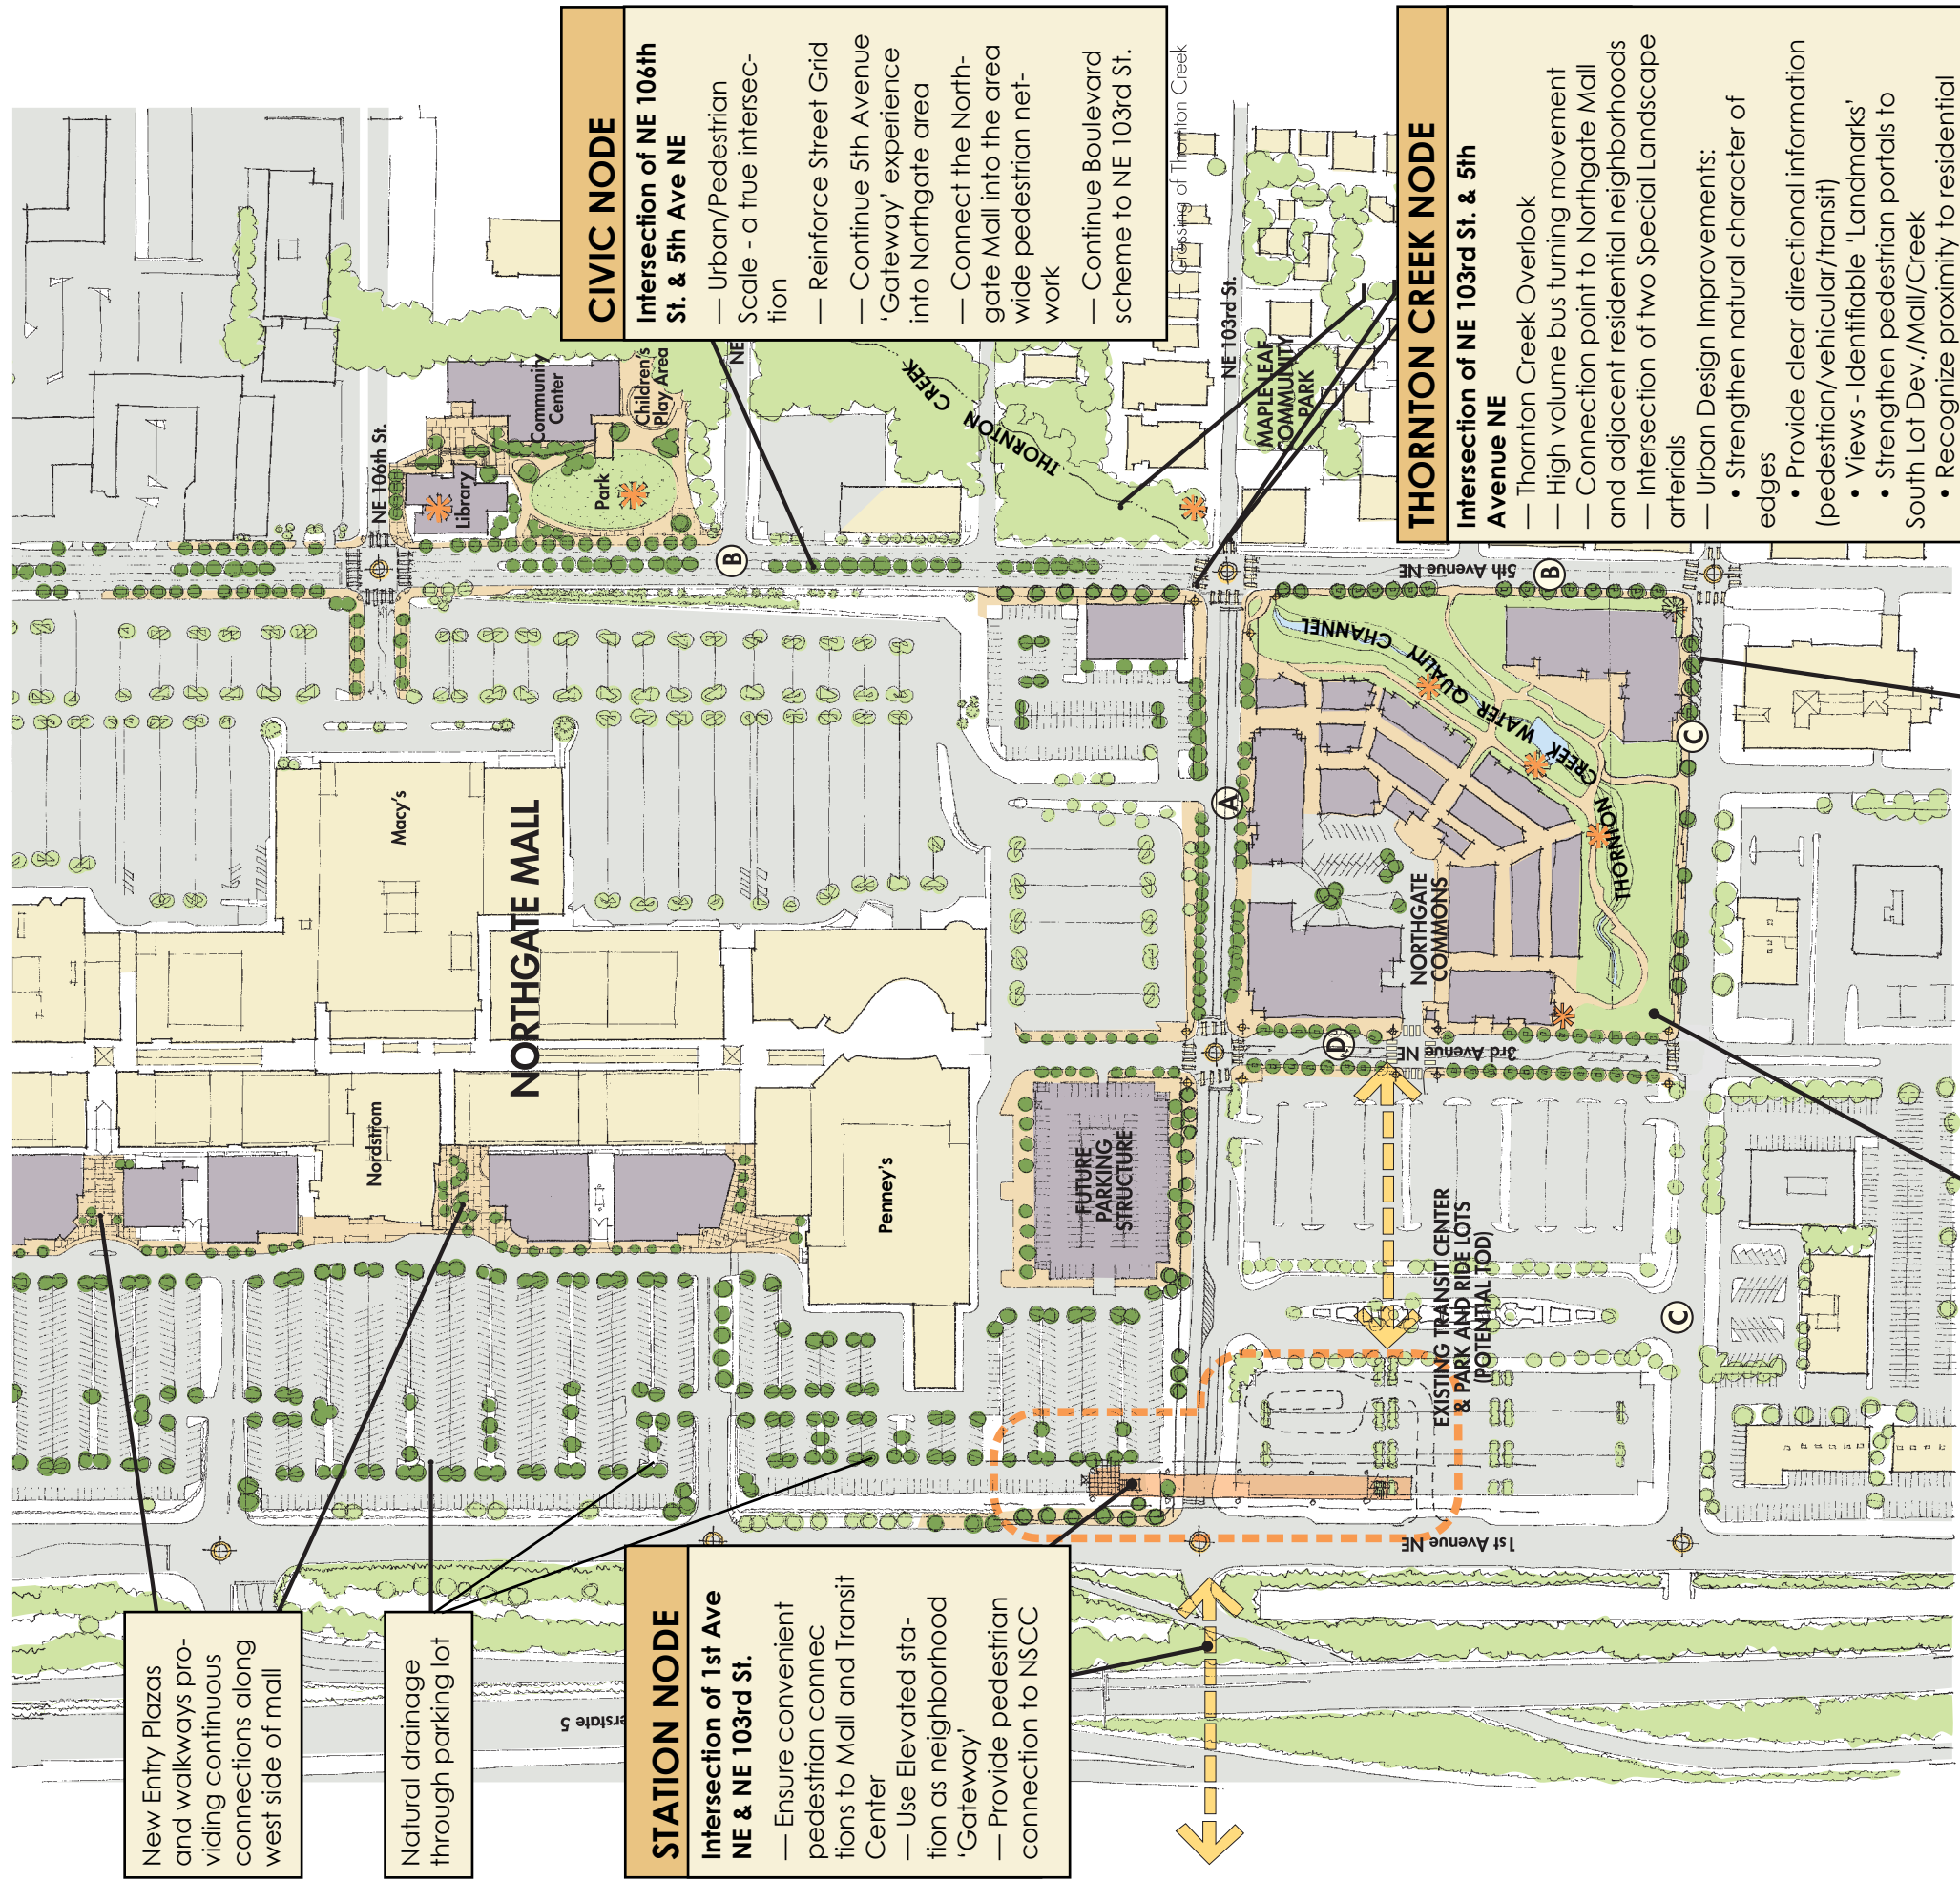 New Entry Plazas
and walkways pro-
viding continuous
connections along
west side of mall
Natural drainage
through parking lot
STATION NODE
Intersection of 1st Ave
NE & NE 103rd St.
— Ensure convenient
pedestrian connec
tions to Mall and Transit
Center
— Use Elevated sta-
tion as neighborhood
‘Gateway’
— Provide pedestrian
connection to NSCC
CIVIC NODE
Intersection of NE 106th
St. & 5th Ave NE
— Urban/Pedestrian
Scale - a true intersec-
tion
— Reinforce Street Grid
— Continue 5th Avenue
‘Gateway’ experience
into Northgate area
— Connect the North-
gate Mall into the area
wide pedestrian net-
work
— Continue Boulevard
scheme to NE 103rd St.
THORNTON CREEK NODE
Intersection of NE 103rd St. & 5th
Avenue NE
— Thornton Creek Overlook
— High volume bus turning movement
— Connection point to Northgate Mall
and adjacent residential neighborhoods
— Intersection of two Special Landscape
arterials
— Urban Design Improvements:
• Strengthen natural character of
edges
• Provide clear directional information
(pedestrian/vehicular/transit)
• Views - Identifiable ‘Landmarks’
• Strengthen pedestrian portals to
South Lot Dev./Mall/Creek
• Recognize proximity to residential
Crossing of Thornton Creek
NE 106th St.
Library
Community
Center
Children's
Play Area
Park
NE
THORNTON CREEK
NE 103rd St.
MAPLELEAF
COMMUNITY
PARK
B
5th Avenue NE
B
Macy's
NORTHGATE MALL
Nordstrom
Penney's
FUTURE
PARKING
STRUCTURE
A
THORNTON CREEK WATER QUALITY CHANNEL
NORTHGATE
COMMONS
C
D
3rd Avenue NE
EXISTING TRANSIT CENTER
& PARK AND RIDE LOTS
(POTENTIAL TOD)
C
1st Avenue NE
erstate 5